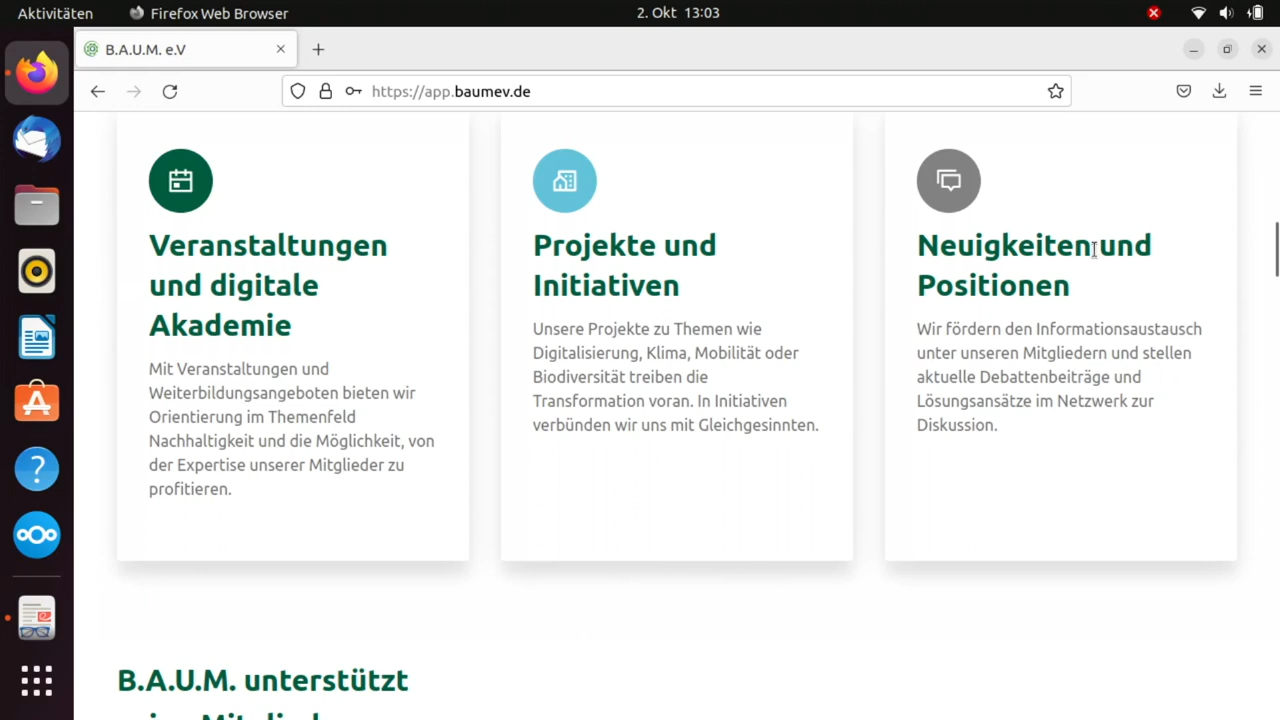 Aktivitäten
Firefox Web Browser
2. Okt 13:03
B.A.U.M. e.V
https://app.baumev.de
Veranstaltungen
und digitale
Akademie
Mit Veranstaltungen und
Weiterbildungsangeboten bieten wir
Orientierung im Themenfeld
Nachhaltigkeit und die Möglichkeit, von
der Expertise unserer Mitglieder zu
profitieren.
Projekte und
Initiativen
Unsere Projekte zu Themen wie
Digitalisierung, Klima, Mobilität oder
Biodiversität treiben die
Transformation voran. In Initiativen
verbünden wir uns mit Gleichgesinnten.
Neuigkeiten und
Positionen
Wir fördern den Informationsaustausch
unter unseren Mitgliedern und stellen
aktuelle Debattenbeiträge und
Lösungsansätze im Netzwerk zur
Diskussion.
B.A.U.M. unterstützt